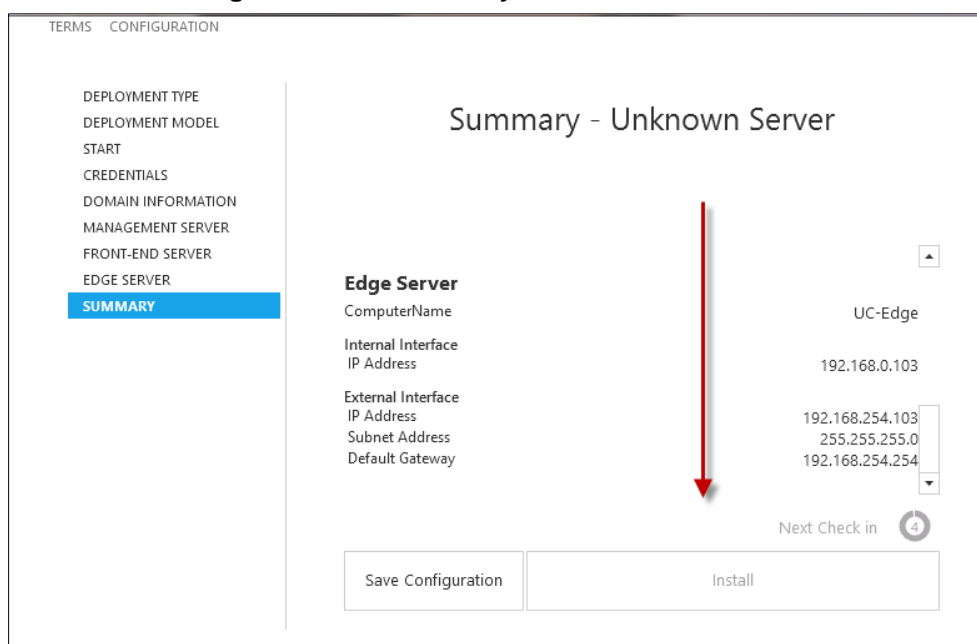 TERMS CONFIGURATION
DEPLOYMENT TYPE
DEPLOYMENT MODEL
START
CREDENTIALS
DOMAIN INFORMATION
MANAGEMENT SERVER
FRONT-END SERVER
EDGE SERVER
SUMMARY
Summary - Unknown Server
Edge Server
ComputerName UC-Edge
Internal Interface
IP Address 192.168.0.103
External Interface
IP Address 192.168.254.103
Subnet Address 255.255.255.0
Default Gateway 192.168.254.254
Next Check in 4
Save Configuration Install